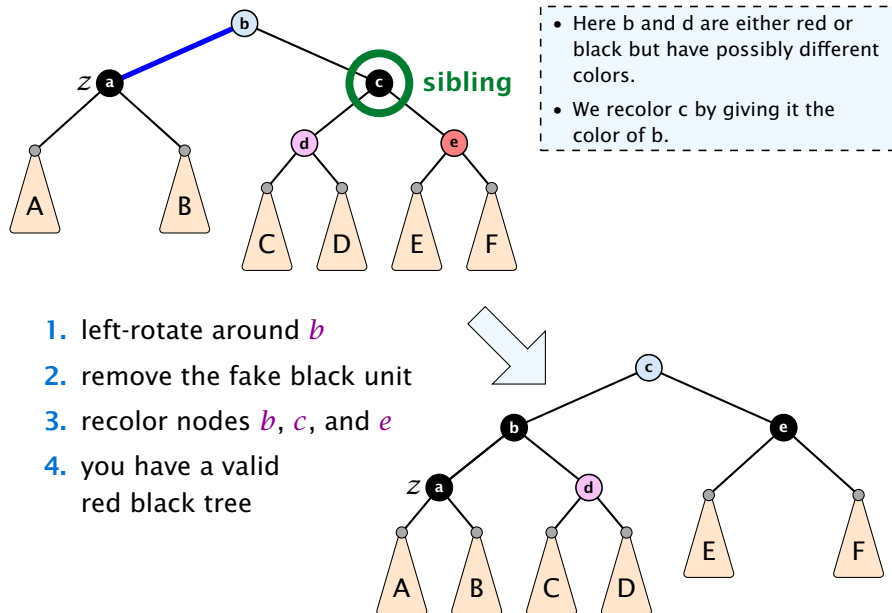 b
z a
c sibling
d
e
A
B
C
D
E
F
• Here b and d are either red or
black but have possibly different
colors.
• We recolor c by giving it the
color of b.
1. left-rotate around b
2. remove the fake black unit
3. recolor nodes b, c, and e
4. you have a valid
red black tree
c
b
e
z a
d
A
B
C
D
E
F